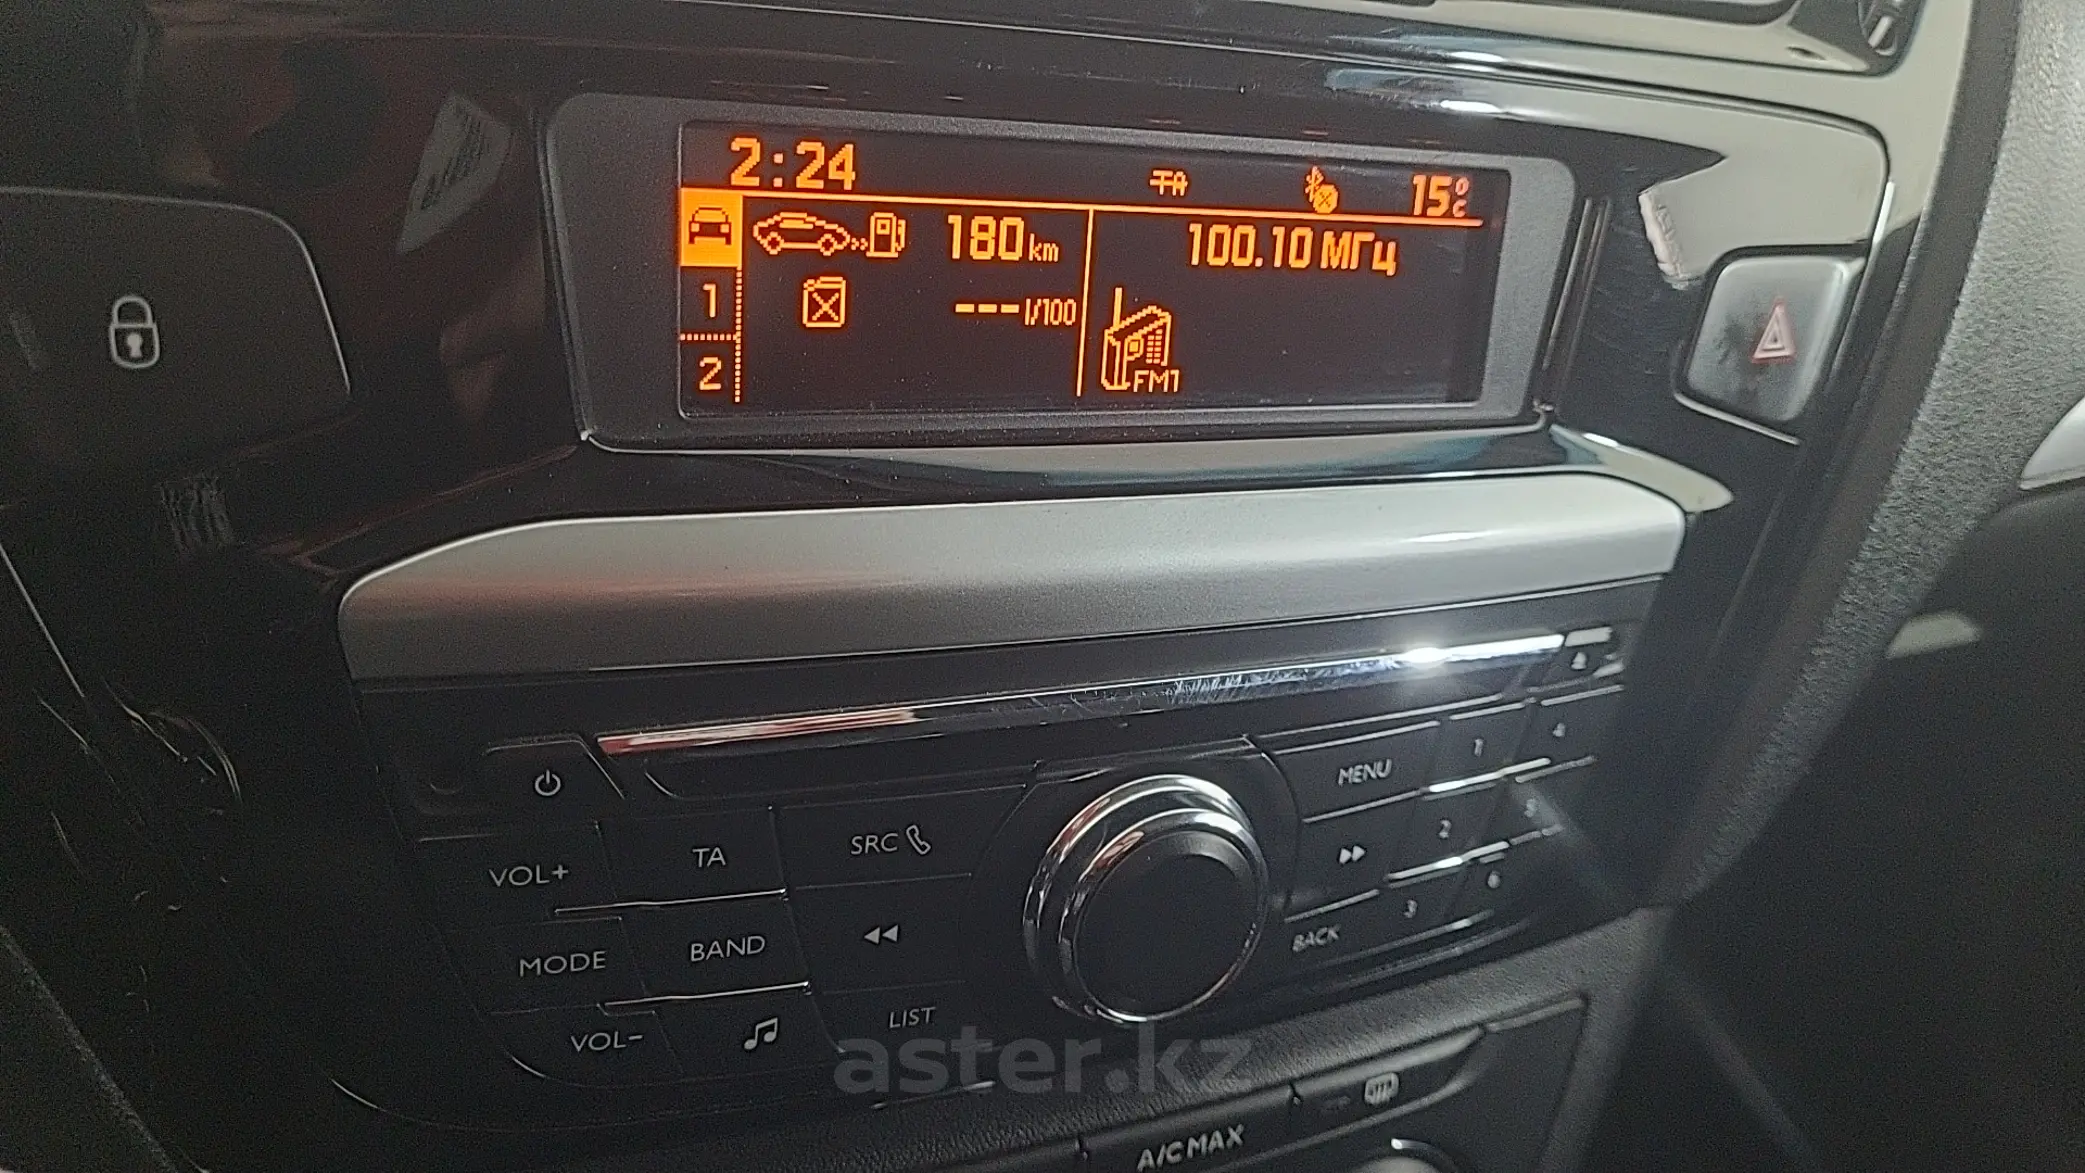 2:24 TA 15°C
180 km 100.10 МГц
1 --- l/100
2 FM1
MENU 1 4
VOL+ TA SRC 2 5
MODE BAND BACK 3 6
VOL- LIST
aster.kz
A/C MAX